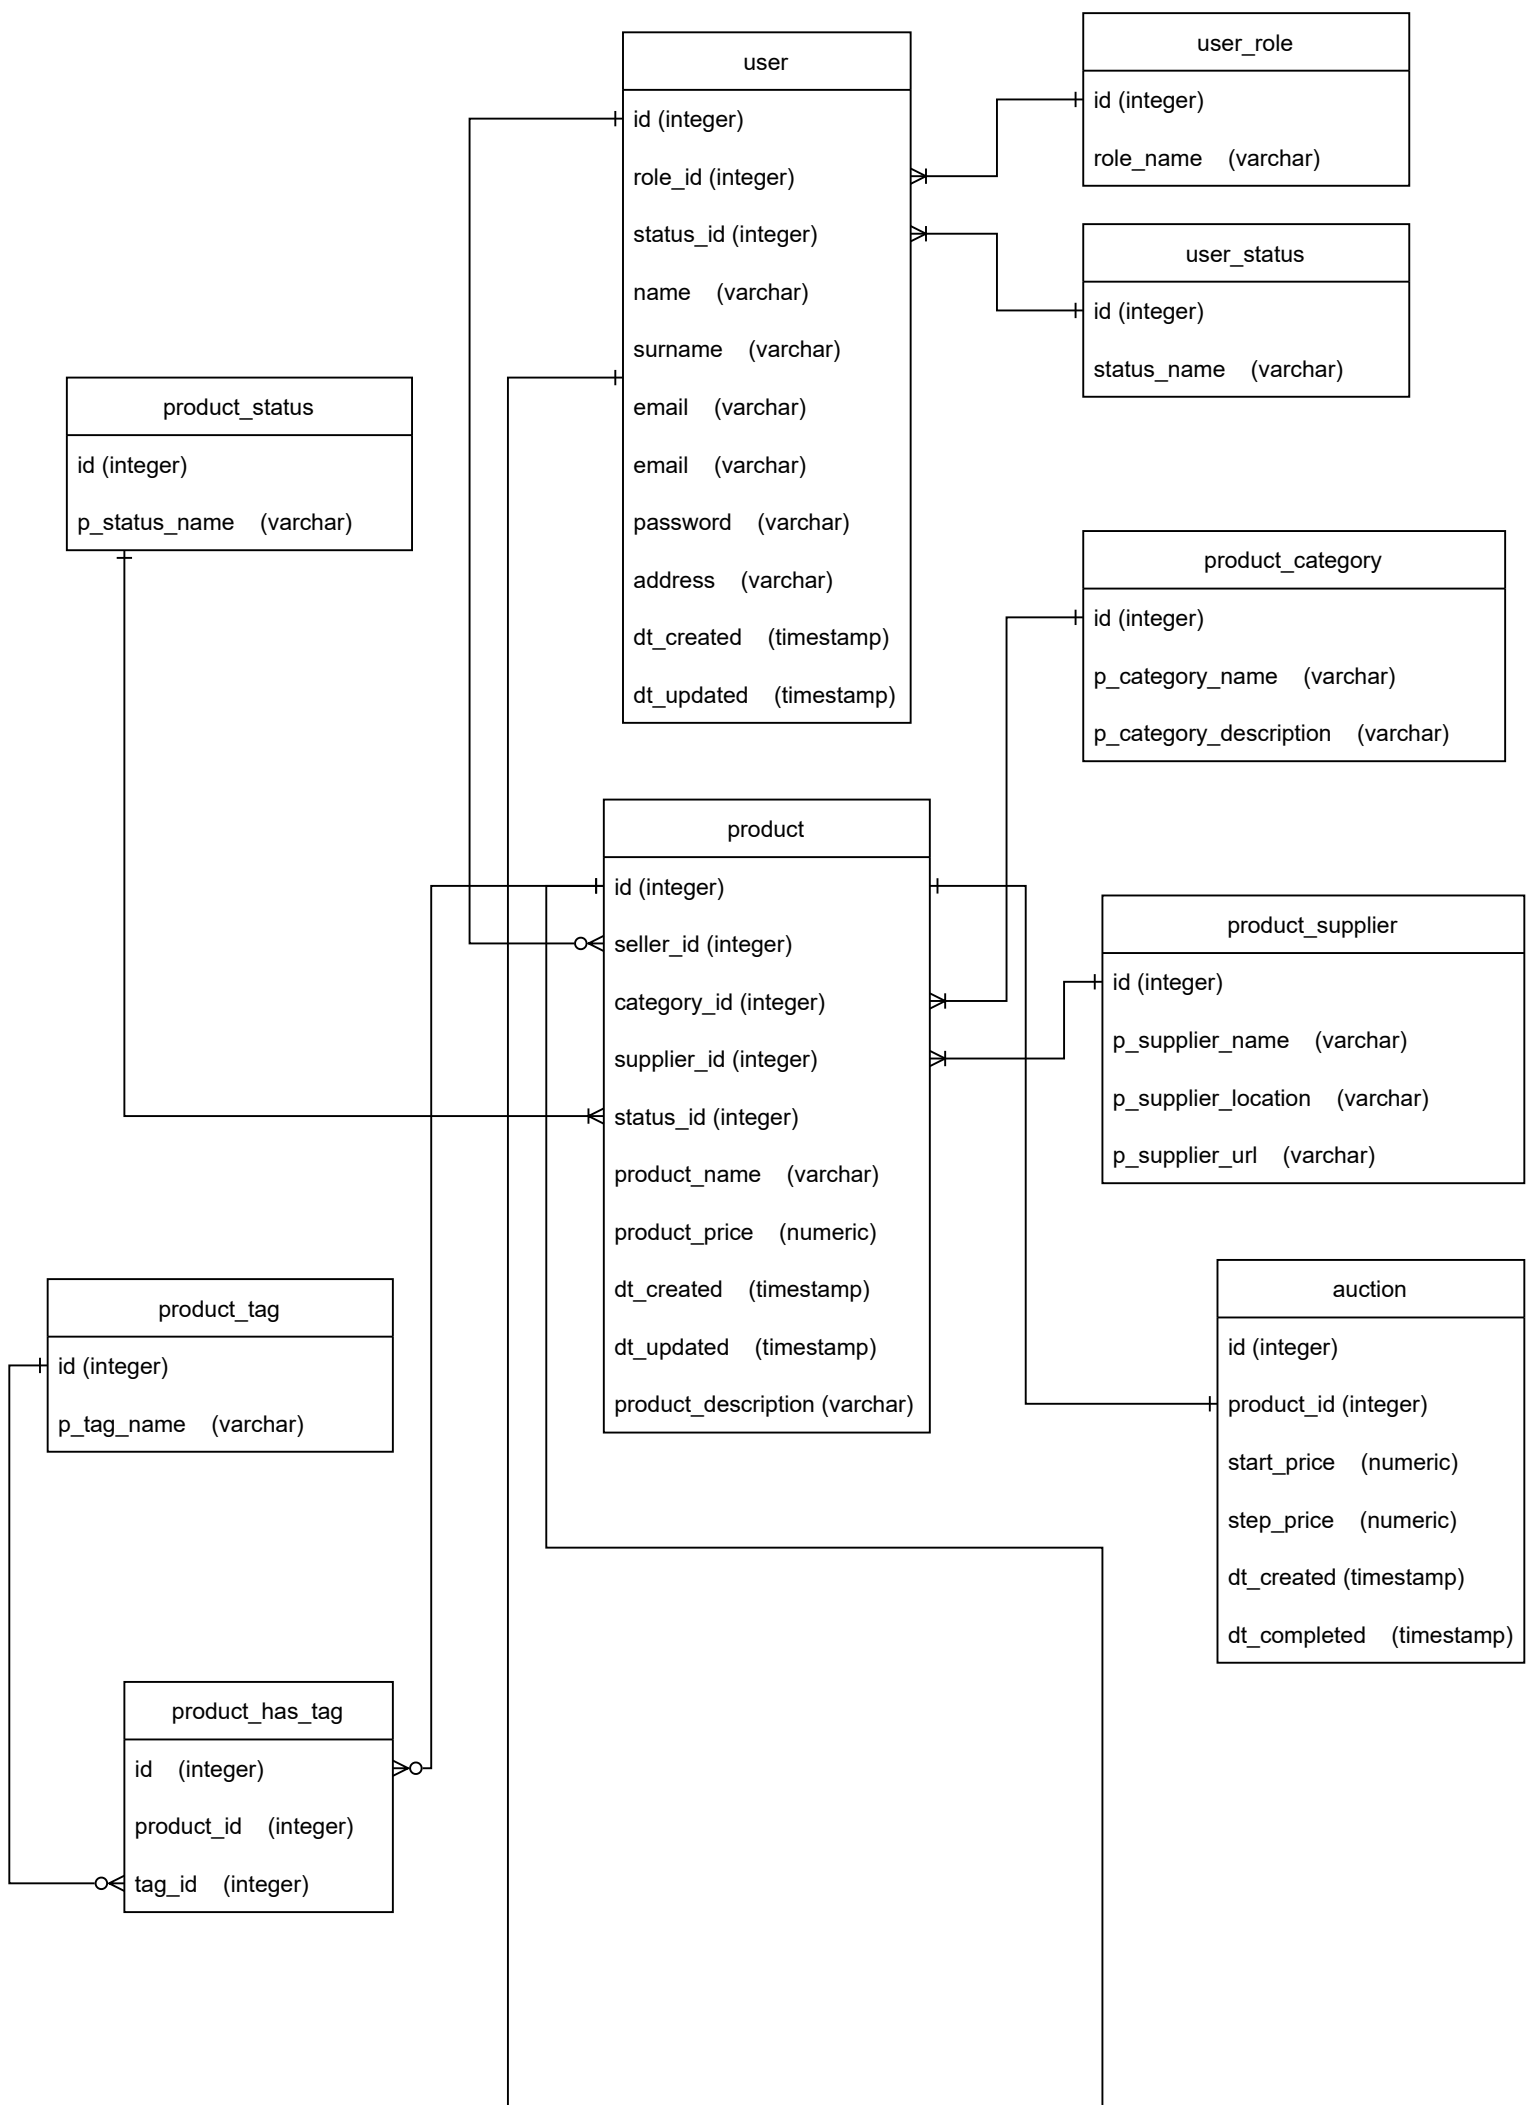 user
id (integer)
role_id (integer)
status_id (integer)
name (varchar)
surname (varchar)
email (varchar)
email (varchar)
password (varchar)
address (varchar)
dt_created (timestamp)
dt_updated (timestamp)
user_role
id (integer)
role_name (varchar)
user_status
id (integer)
status_name (varchar)
product_status
id (integer)
p_status_name (varchar)
product_category
id (integer)
p_category_name (varchar)
p_category_description (varchar)
product
id (integer)
seller_id (integer)
category_id (integer)
supplier_id (integer)
status_id (integer)
product_name (varchar)
product_price (numeric)
dt_created (timestamp)
dt_updated (timestamp)
product_description (varchar)
product_supplier
id (integer)
p_supplier_name (varchar)
p_supplier_location (varchar)
p_supplier_url (varchar)
product_tag
id (integer)
p_tag_name (varchar)
auction
id (integer)
product_id (integer)
start_price (numeric)
step_price (numeric)
dt_created (timestamp)
dt_completed (timestamp)
product_has_tag
id (integer)
product_id (integer)
tag_id (integer)